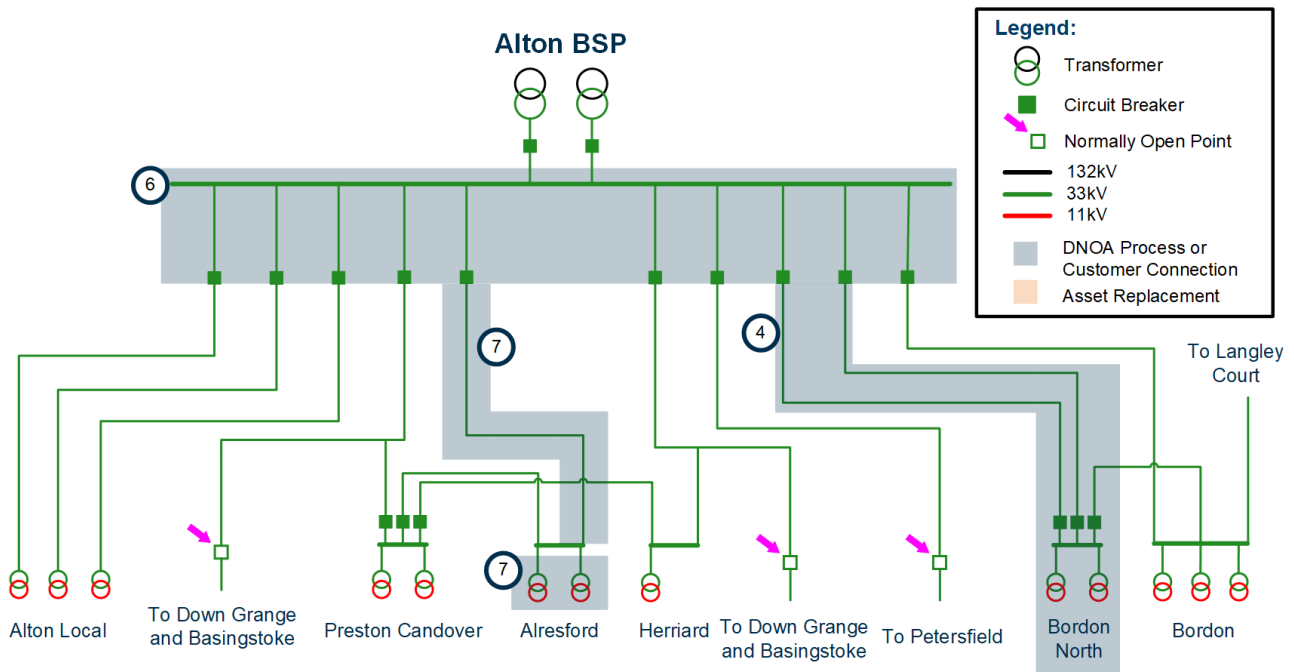 Alton BSP
Legend:
Transformer
Circuit Breaker
Normally Open Point
132kV
33kV
11kV
DNOA Process or
Customer Connection
Asset Replacement
6
7
4
To Langley
Court
7
Alton Local
To Down Grange
and Basingstoke
Preston Candover
Alresford
Herriard
To Down Grange
and Basingstoke
To Petersfield
Bordon
North
Bordon